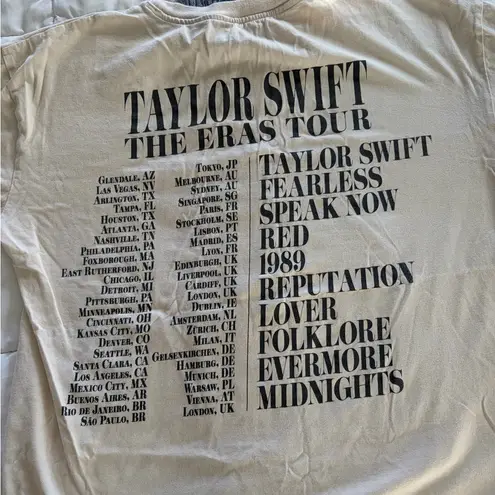 TAYLOR SWIFT
THE ERAS TOUR
GLENDALE, AZ
LAS VEGAS, NV
ARLINGTON, TX
TAMPA, FL
HOUSTON, TX
ATLANTA, GA
NASHVILLE, TN
PHILADELPHIA, PA
FOXBOROUGH, MA
EAST RUTHERFORD, NJ
CHICAGO, IL
DETROIT, MI
PITTSBURGH, PA
MINNEAPOLIS, MN
CINCINNATI, OH
KANSAS CITY, MO
DENVER, CO
SEATTLE, WA
SANTA CLARA, CA
LOS ANGELES, CA
MEXICO CITY, MX
BUENOS AIRES, AR
RIO DE JANEIRO, BR
SÃO PAULO, BR
TOKYO, JP
MELBOURNE, AU
SYDNEY, AU
SINGAPORE, SG
PARIS, FR
STOCKHOLM, SE
LISBON, PT
MADRID, ES
LYON, FR
EDINBURGH, UK
LIVERPOOL, UK
CARDIFF, UK
LONDON, UK
DUBLIN, IE
AMSTERDAM, NL
ZÜRICH, CH
MILAN, IT
GELSENKIRCHEN, DE
HAMBURG, DE
MUNICH, DE
WARSAW, PL
VIENNA, AT
LONDON, UK
TAYLOR SWIFT
FEARLESS
SPEAK NOW
RED
1989
REPUTATION
LOVER
FOLKLORE
EVERMORE
MIDNIGHTS